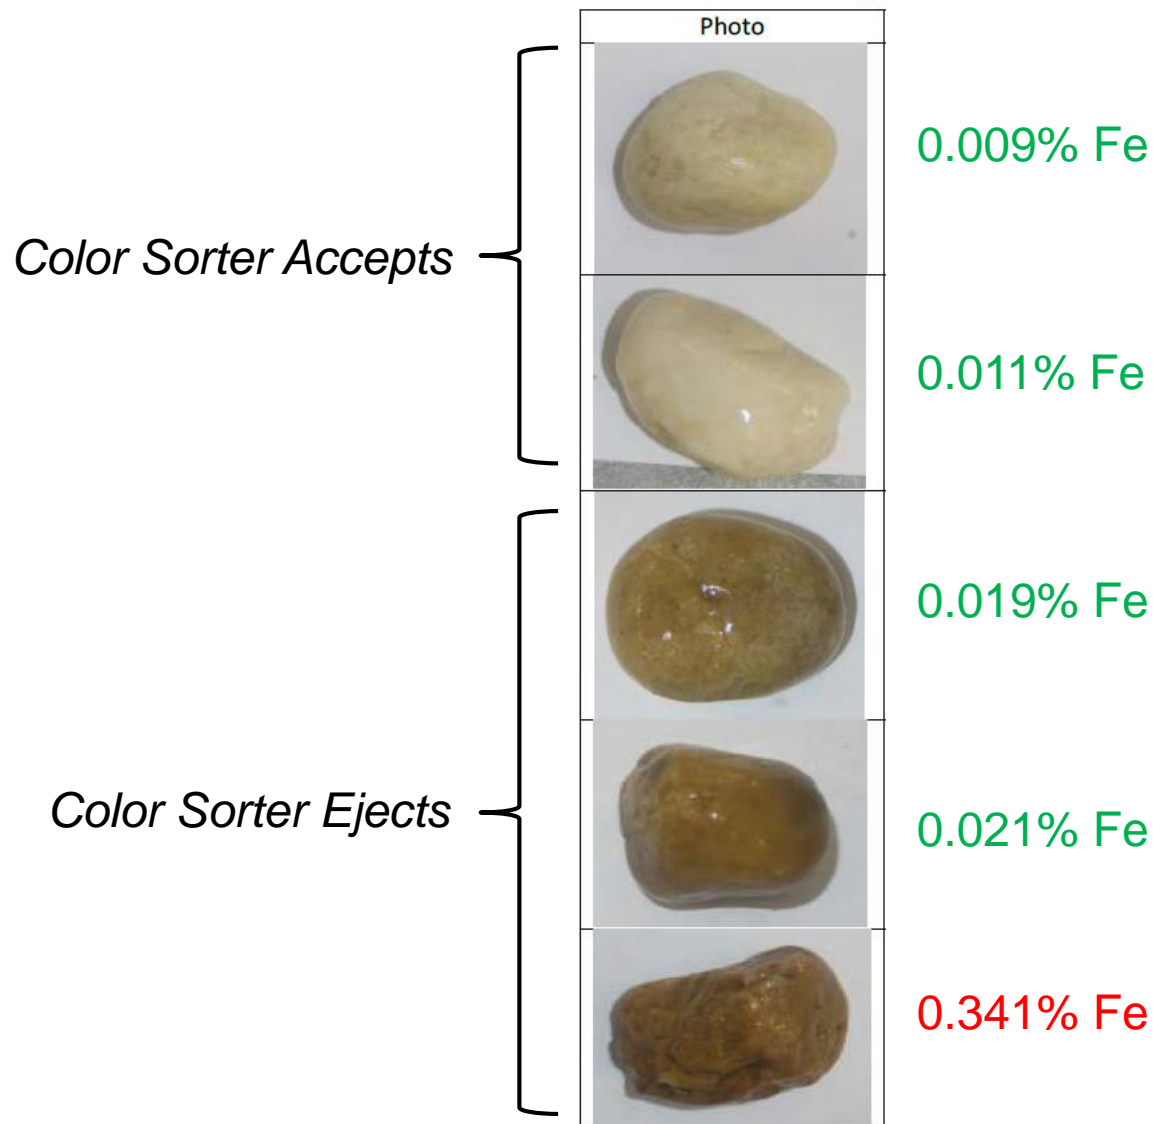 Photo
0.009% Fe
Color Sorter Accepts
0.011% Fe
0.019% Fe
Color Sorter Ejects
0.021% Fe
0.341% Fe